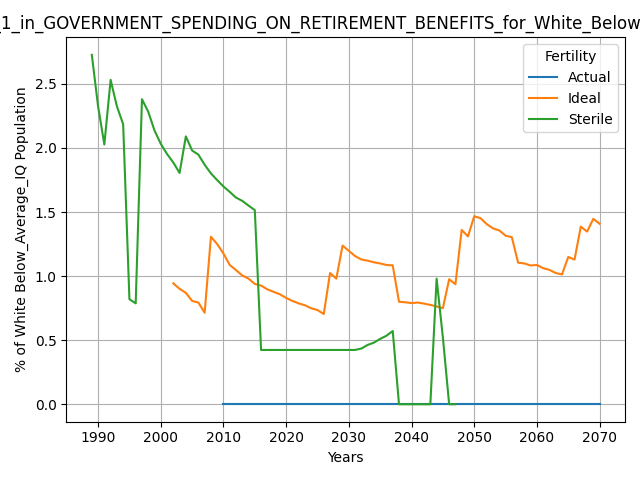 _1_in_GOVERNMENT_SPENDING_ON_RETIREMENT_BENEFITS_for_White_Below
Fertility
Actual
Ideal
Sterile
% of White Below_Average_IQ Population
2.5
2.0
1.5
1.0
0.5
0.0
1990 2000 2010 2020 2030 2040 2050 2060 2070
Years